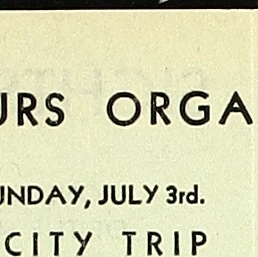 URS ORGA
UNDAY, JULY 3rd.
CITY TRIP